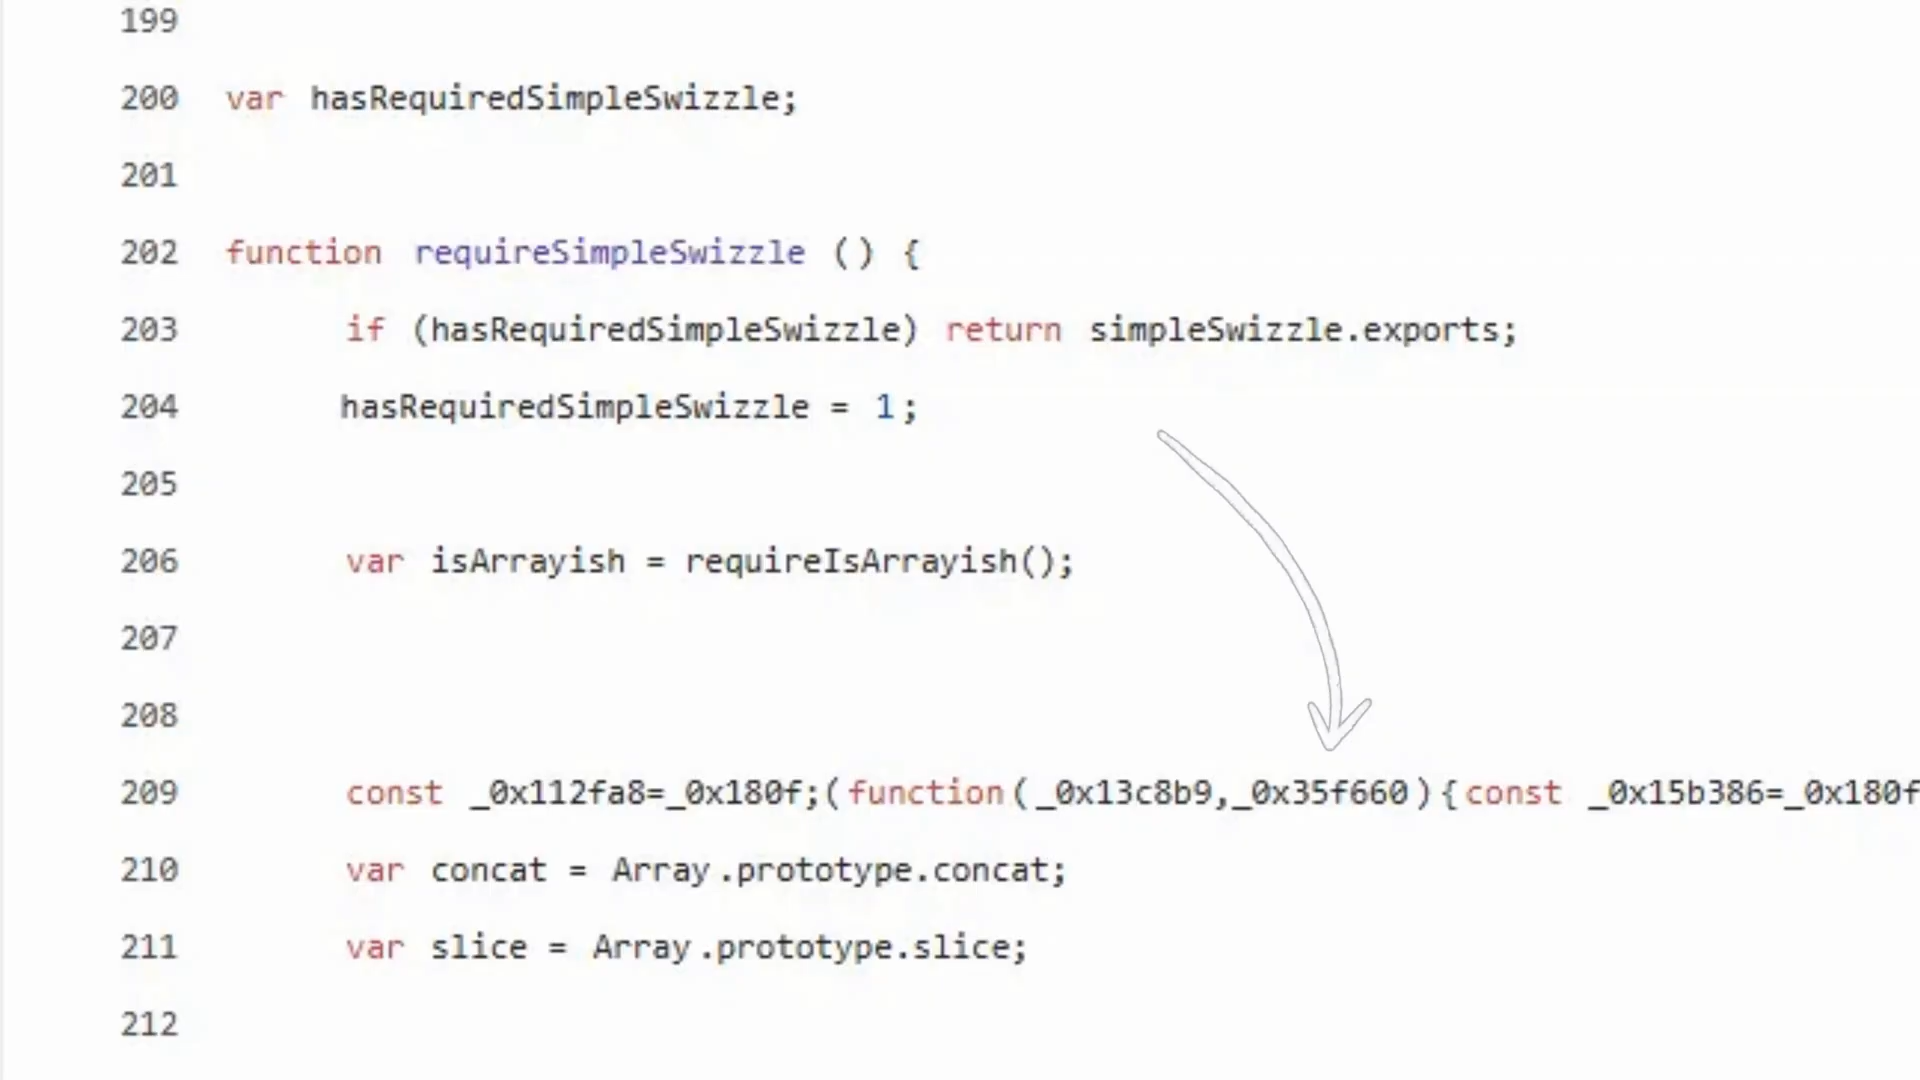 199
200 var hasRequiredSimpleSwizzle;
201
202 function requireSimpleSwizzle () {
203 if (hasRequiredSimpleSwizzle) return simpleSwizzle.exports;
204 hasRequiredSimpleSwizzle = 1;
205
206 var isArrayish = requireIsArrayish();
207
208
209 const _0x112fa8=_0x180f;(function(_0x13c8b9,_0x35f660){const _0x15b386=_0x180f
210 var concat = Array.prototype.concat;
211 var slice = Array.prototype.slice;
212